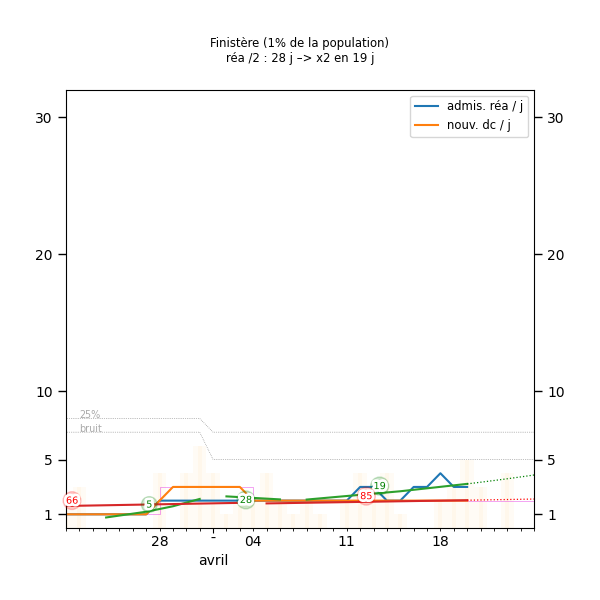 Finistère (1% de la population)
réa /2 : 28 j –> x2 en 19 j
admis. réa / j
nouv. dc / j
30 30
20 20
10 10
25%
bruit
5 5
66 5 28 85 19
1 1
28 - 04 11 18
avril